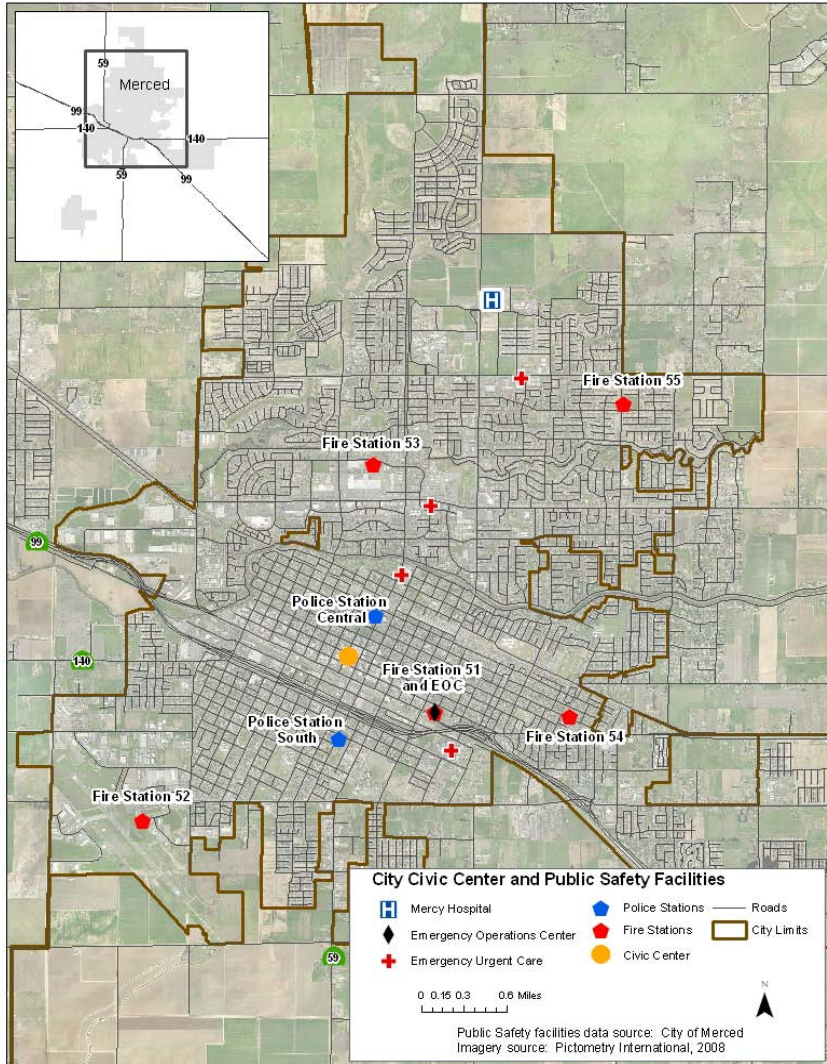 59
Merced
99
140
140
59
99
H
Fire Station 55
Fire Station 53
99
Police Station
Central
140
Fire Station 51
and EOC
Police Station
South
Fire Station 54
Fire Station 52
59
City Civic Center and Public Safety Facilities
H Mercy Hospital
Police Stations
Roads
Emergency Operations Center
Fire Stations
City Limits
Emergency Urgent Care
Civic Center
0 0.15 0.3 0.6 Miles
N
Public Safety facilities data source: City of Merced
Imagery source: Pictometry International, 2008